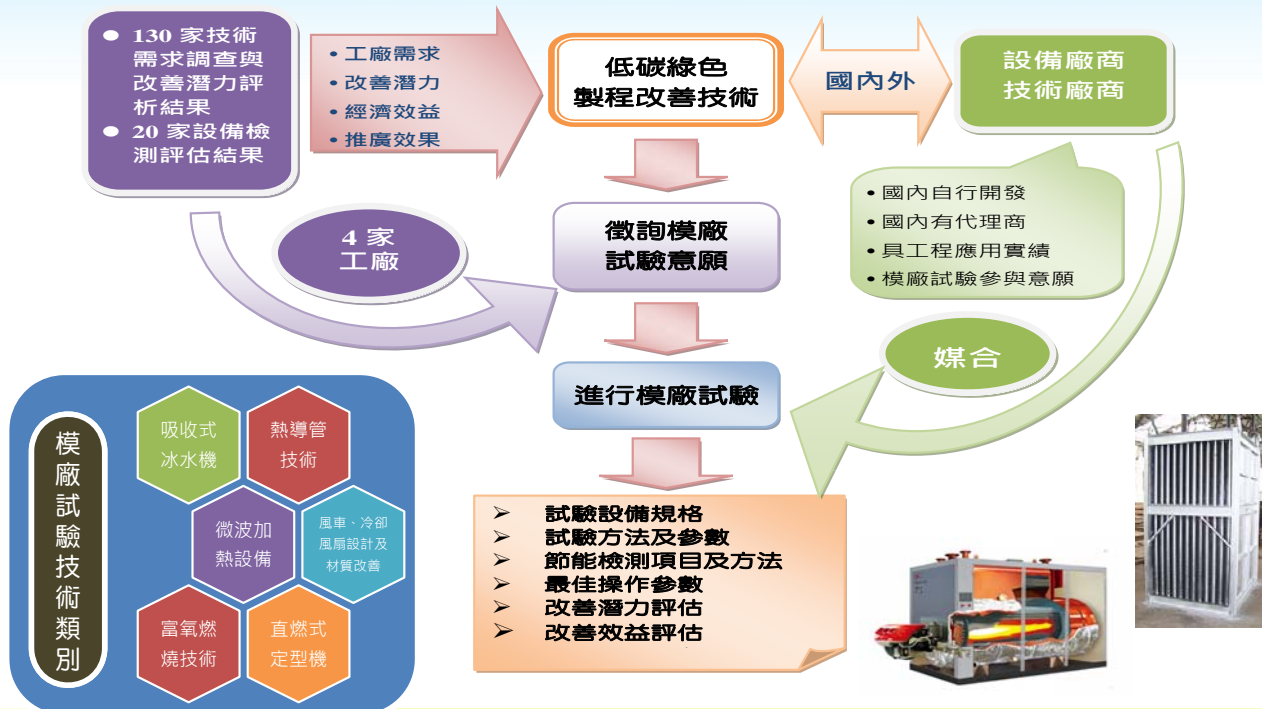 ● 130 家技術
需求調查與
改善潛力評
析結果
● 20 家設備檢
測評估結果
• 工廠需求
• 改善潛力
• 經濟效益
• 推廣效果
低碳綠色
製程改善技術
國內外
設備廠商
技術廠商
• 國內自行開發
• 國內有代理商
• 具工程應用實績
• 模廠試驗參與意願
4 家
工廠
徵詢模廠
試驗意願
媒合
進行模廠試驗
➢ 試驗設備規格
➢ 試驗方法及參數
➢ 節能檢測項目及方法
➢ 最佳操作參數
➢ 改善潛力評估
➢ 改善效益評估
模廠試驗技術類別
吸收式
冰水機
熱導管
技術
微波加
熱設備
風車、冷卻
風扇設計及
材質改善
富氧燃
燒技術
直燃式
定型機